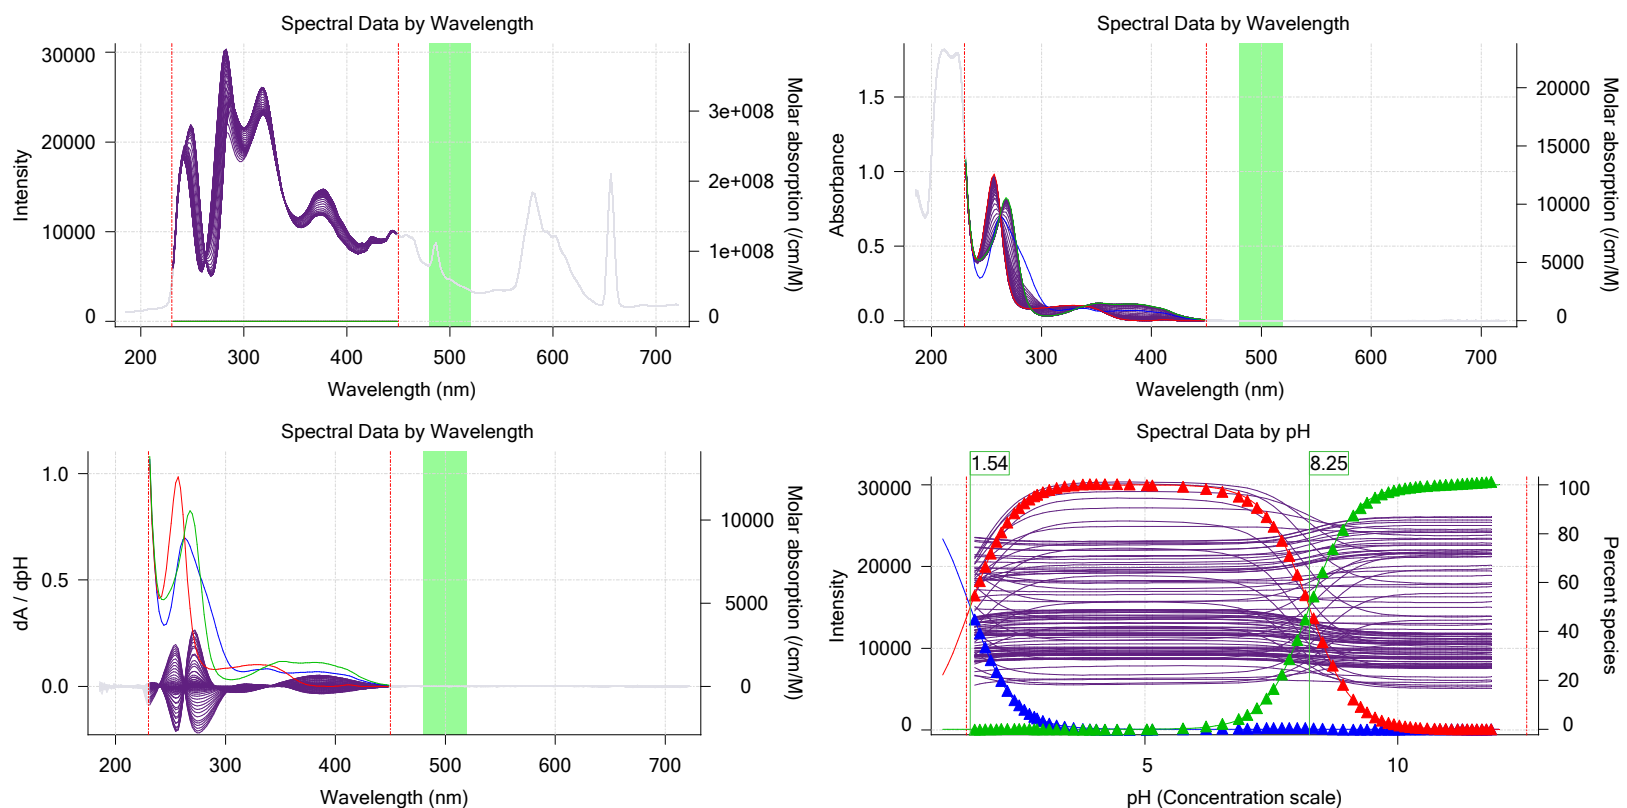 Spectral Data by Wavelength
30000
20000
10000
0
Intensity
3e+008
2e+008
1e+008
0
Molar absorption (/cm/M)
200 300 400 500 600 700
Wavelength (nm)
Spectral Data by Wavelength
1.5
1.0
0.5
0.0
Absorbance
20000
15000
10000
5000
0
Molar absorption (/cm/M)
200 300 400 500 600 700
Wavelength (nm)
Spectral Data by Wavelength
1.0
0.5
0.0
dA / dpH
10000
5000
0
Molar absorption (/cm/M)
200 300 400 500 600 700
Wavelength (nm)
Spectral Data by pH
1.54 8.25
30000
20000
10000
0
Intensity
100
80
60
40
20
0
Percent species
5 10
pH (Concentration scale)